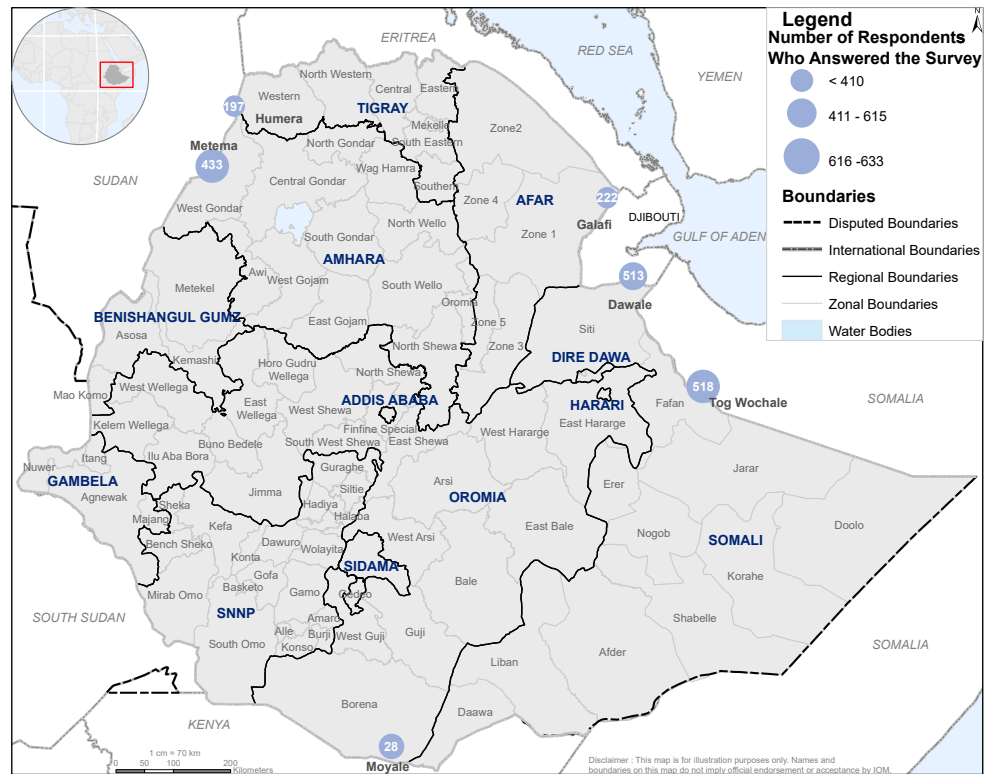 Legend
Number of Respondents
Who Answered the Survey
< 410
411 - 615
616 -633
Boundaries
Disputed Boundaries
International Boundaries
Regional Boundaries
Zonal Boundaries
Water Bodies
N
ERITREA
RED SEA
YEMEN
North Western
Central
Eastern
Western
TIGRAY
197
Humera
Mekelle
Zone2
Metema
North Gondar
South Eastern
433
Wag Hamra
SUDAN
Central Gondar
Southern
Zone 4
AFAR
222
West Gondar
Galafi
DJIBOUTI
North Wello
Zone 1
South Gondar
GULF OF ADEN
AMHARA
Awi
West Gojam
513
Metekel
South Wello
Dawale
Oromia
BENISHANGUL GUMZ
East Gojam
Zone 5
Asosa
Siti
North Shewa
Zone 3
Kemashi
Horo Gudru
Wellega
DIRE DAWA
North Shewa
West Wellega
518
Mao Komo
ADDIS ABABA
HARARI
Fafan
Tog Wochale
SOMALIA
East
Wellega
West Shewa
Kelem Wellega
Finfine Special
East Hararge
West Hararge
Buno Bedele
South West Shewa
East Shewa
Itang
Ilu Aba Bora
Nuwer
Guraghe
Jarar
GAMBELA
Arsi
Erer
Agnewak
Jimma
Siltie
OROMIA
Sheka
Hadiya
Majang
Halaba
Kefa
East Bale
Doolo
Nogob
West Arsi
SOMALI
Bench Sheko
Dawuro
Wolayita
Konta
SIDAMA
Korahe
Gofa
Bale
Basketo
Gamo
Gedeo
Mirab Omo
SNNP
SOUTH SUDAN
Amaro
Shabelle
Alle
Burji
West Guji
Guji
South Omo
Konso
SOMALIA
Afder
Liban
Borena
Daawa
KENYA
28
Moyale
1 cm = 70 km
0 50 100 200
Kilometers
Disclaimer : This map is for illustration purposes only. Names and
boundaries on this map do not imply official endorsement or acceptance by IOM.